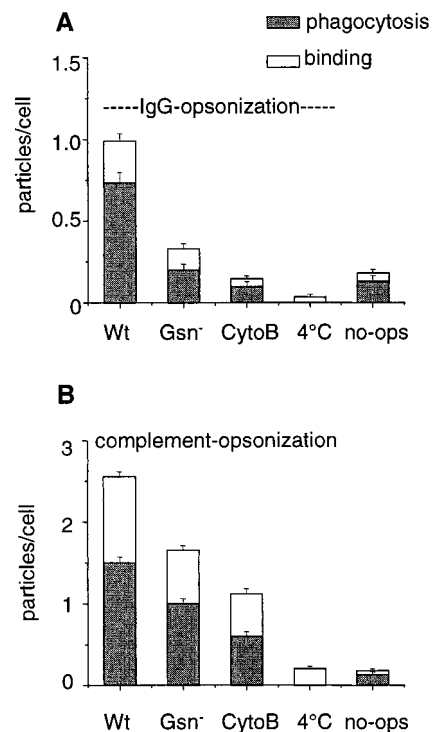 A
phagocytosis
binding
1.5
-----IgG-opsonization-----
1.0
0.5
0
particles/cell
Wt Gsn⁻ CytoB 4°C no-ops
B
3
complement-opsonization
2
1
0
particles/cell
Wt Gsn⁻ CytoB 4°C no-ops